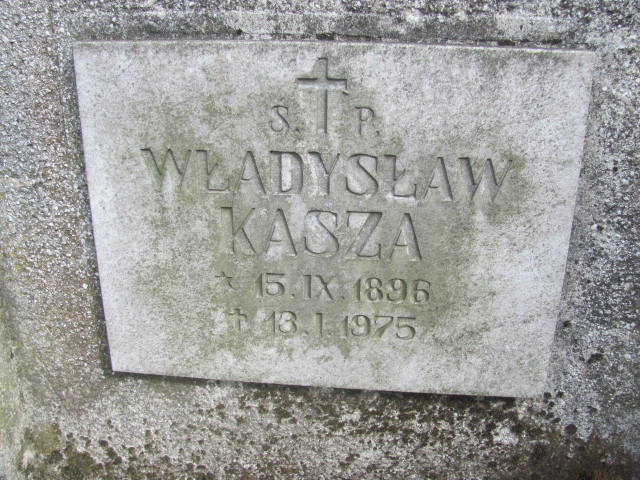 S. P.
WŁADYSŁAW
KASZA
* 15.IX.1896
† 13.I.1975